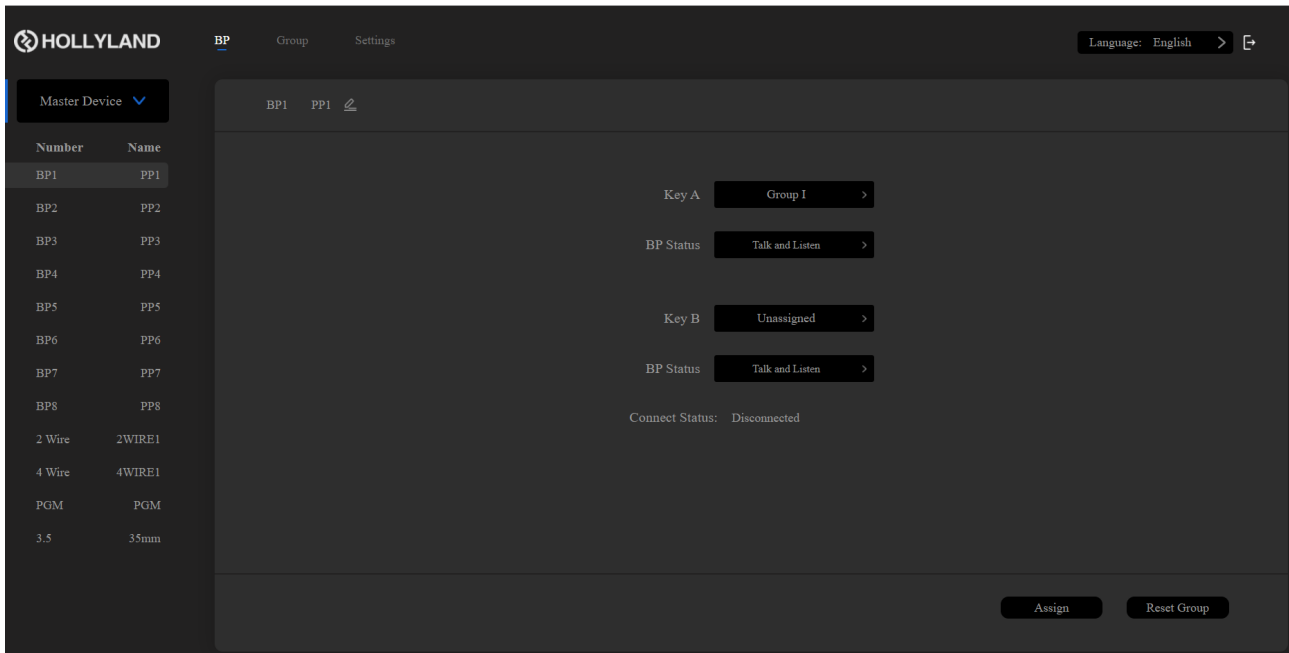 HOLLYLAND
BP Group Settings
Language: English
Master Device
BP1 PP1
Number Name
BP1 PP1
BP2 PP2
BP3 PP3
BP4 PP4
BP5 PP5
BP6 PP6
BP7 PP7
BP8 PP8
2 Wire 2WIRE1
4 Wire 4WIRE1
PGM PGM
3.5 35mm
Key A Group I
BP Status Talk and Listen
Key B Unassigned
BP Status Talk and Listen
Connect Status: Disconnected
Assign Reset Group